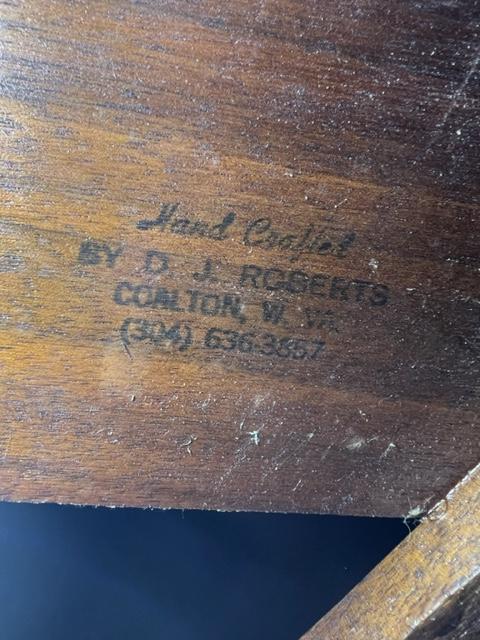 Hand Crafted
BY D. J. ROBERTS
COALTON, W. VA.
(304) 636-3857